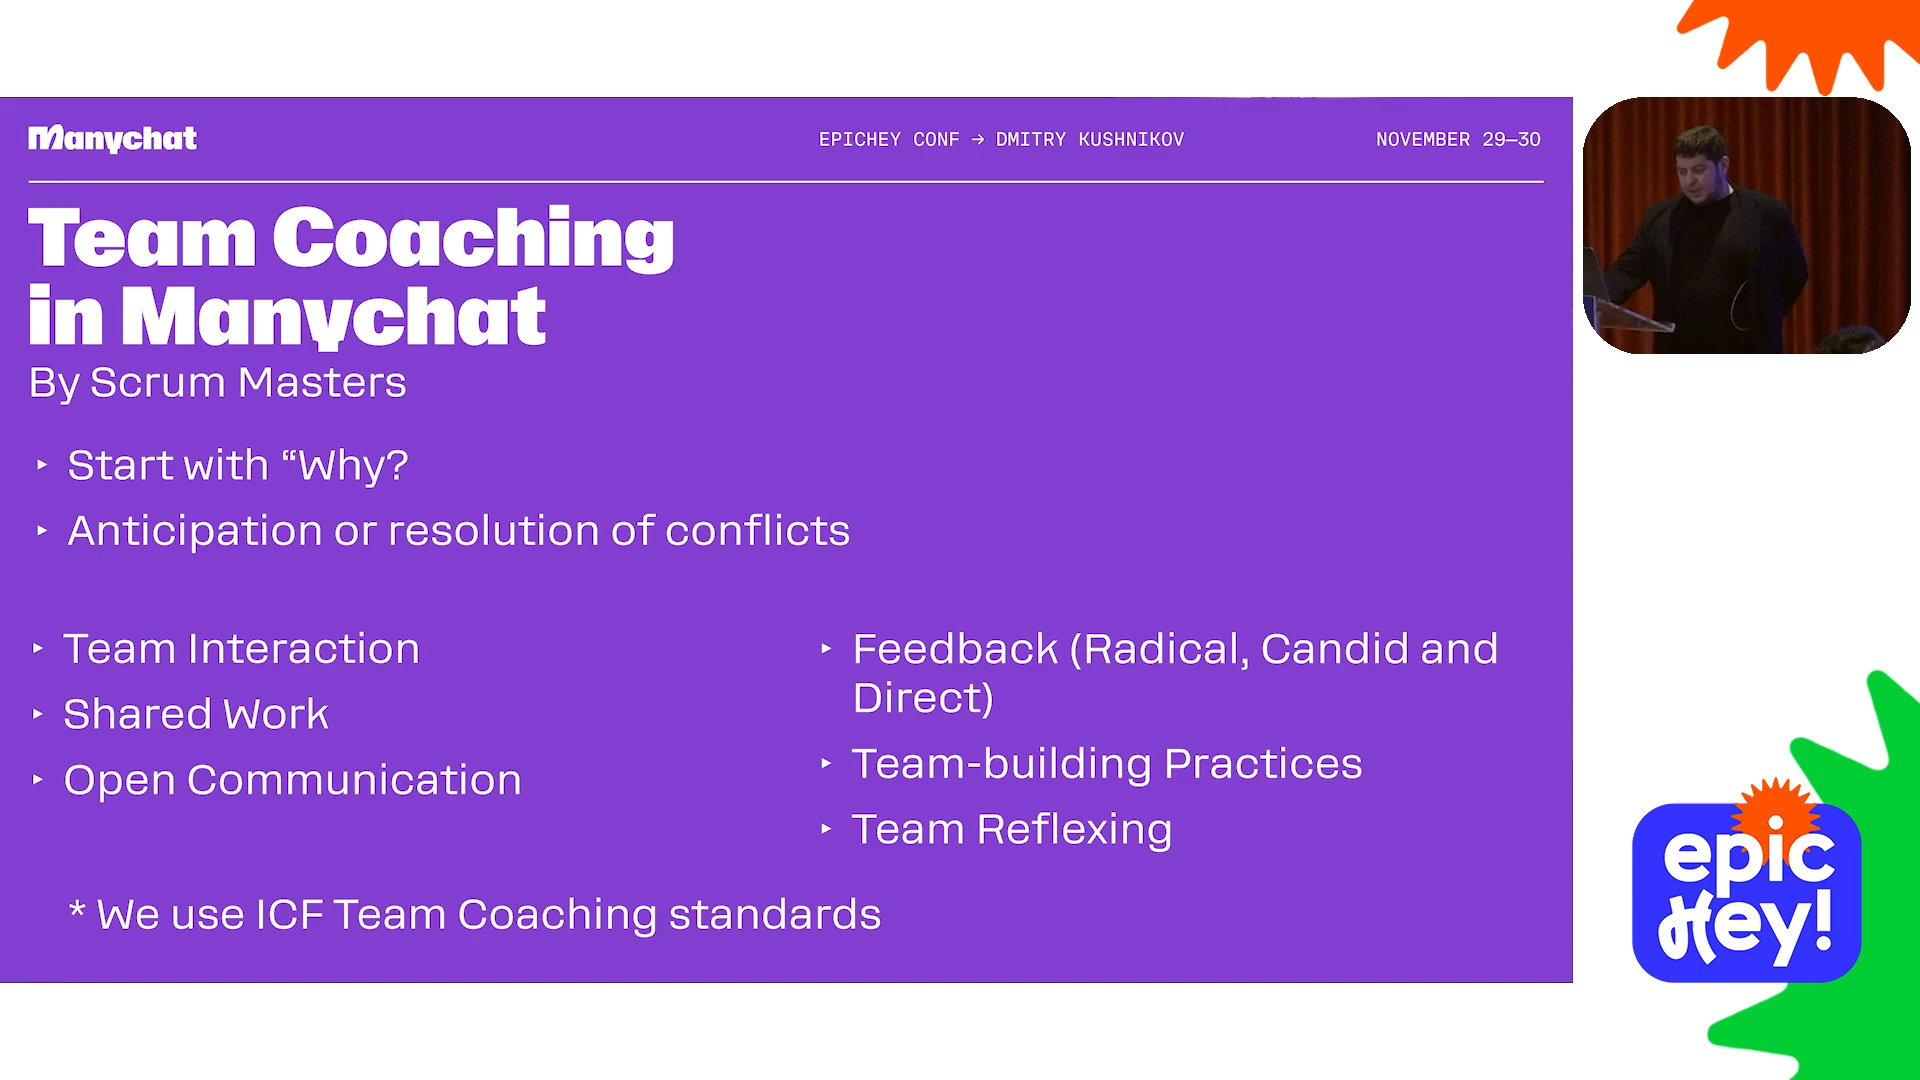 Manychat
EPICHEY CONF → DMITRY KUSHNIKOV
NOVEMBER 29–30
Team Coaching
in Manychat
By Scrum Masters
‣ Start with “Why?
‣ Anticipation or resolution of conflicts
‣ Team Interaction
‣ Shared Work
‣ Open Communication
‣ Feedback (Radical, Candid and
Direct)
‣ Team-building Practices
‣ Team Reflexing
* We use ICF Team Coaching standards
epic
Hey!